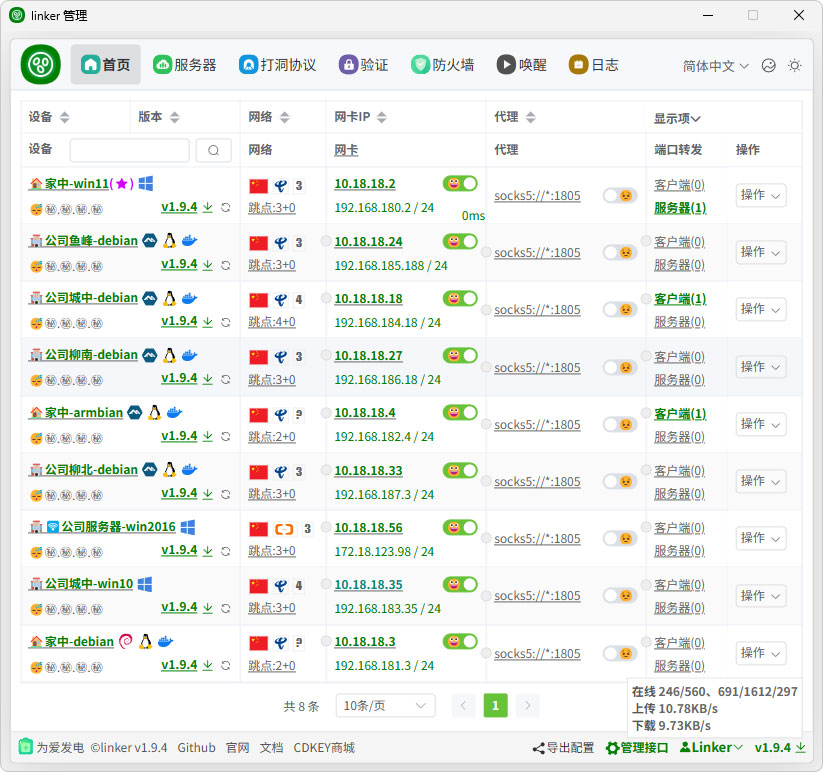 linker 管理
首页 服务器 打洞协议 验证 防火墙 唤醒 日志 简体中文
设备 版本 网络 网卡IP 代理 显示项
设备 网络 网卡 代理 端口转发 操作
家中-win11(★) 3 10.18.18.2 socks5://*:1805 客户端(0) 操作
㊙.㊙.㊙.㊙ v1.9.4 跳点:3+0 192.168.180.2 / 24 服务器(1)
0ms
公司鱼峰-debian 3 10.18.18.24 socks5://*:1805 客户端(0) 操作
㊙.㊙.㊙.㊙ v1.9.4 跳点:3+0 192.168.185.188 / 24 服务器(0)
公司城中-debian 4 10.18.18.18 socks5://*:1805 客户端(1) 操作
㊙.㊙.㊙.㊙ v1.9.4 跳点:4+0 192.168.184.18 / 24 服务器(0)
公司柳南-debian 3 10.18.18.27 socks5://*:1805 客户端(0) 操作
㊙.㊙.㊙.㊙ v1.9.4 跳点:3+0 192.168.186.18 / 24 服务器(0)
家中-armbian ? 10.18.18.4 socks5://*:1805 客户端(1) 操作
㊙.㊙.㊙.㊙ v1.9.4 跳点:2+0 192.168.182.4 / 24 服务器(0)
公司柳北-debian 3 10.18.18.33 socks5://*:1805 客户端(0) 操作
㊙.㊙.㊙.㊙ v1.9.4 跳点:3+0 192.168.187.3 / 24 服务器(0)
公司服务器-win2016 3 10.18.18.56 socks5://*:1805 客户端(0) 操作
㊙.㊙.㊙.㊙ v1.9.4 跳点:3+0 172.18.123.98 / 24 服务器(0)
公司城中-win10 4 10.18.18.35 socks5://*:1805 客户端(0) 操作
㊙.㊙.㊙.㊙ v1.9.4 跳点:3+0 192.168.183.35 / 24 服务器(0)
家中-debian ? 10.18.18.3 socks5://*:1805 客户端(0) 操作
㊙.㊙.㊙.㊙ v1.9.4 跳点:2+0 192.168.181.3 / 24 服务器(0)
共 8 条 10条/页 1
在线 246/560、691/1612/297
上传 10.78KB/s
下载 9.73KB/s
为爱发电 ©linker v1.9.4 Github 官网 文档 CDKEY商城 导出配置 管理接口 Linker v1.9.4